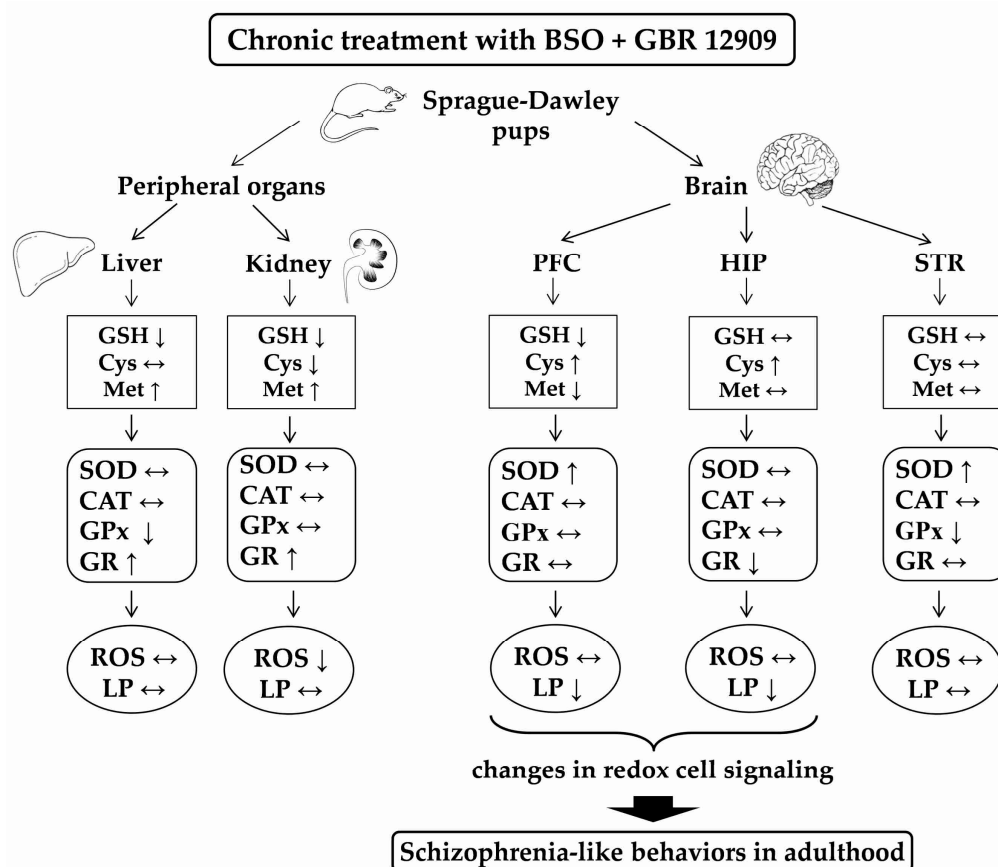 Chronic treatment with BSO + GBR 12909
Sprague-Dawley
pups
Peripheral organs
Brain
Liver
Kidney
PFC
HIP
STR
GSH ↓
Cys ↔
Met ↑
GSH ↓
Cys ↓
Met ↑
GSH ↓
Cys ↑
Met ↓
GSH ↔
Cys ↑
Met ↔
GSH ↔
Cys ↔
Met ↔
SOD ↔
CAT ↔
GPx ↓
GR ↑
SOD ↔
CAT ↔
GPx ↔
GR ↑
SOD ↑
CAT ↔
GPx ↔
GR ↔
SOD ↔
CAT ↔
GPx ↔
GR ↓
SOD ↑
CAT ↔
GPx ↓
GR ↔
ROS ↔
LP ↔
ROS ↓
LP ↔
ROS ↔
LP ↓
ROS ↔
LP ↓
ROS ↔
LP ↔
changes in redox cell signaling
Schizophrenia-like behaviors in adulthood